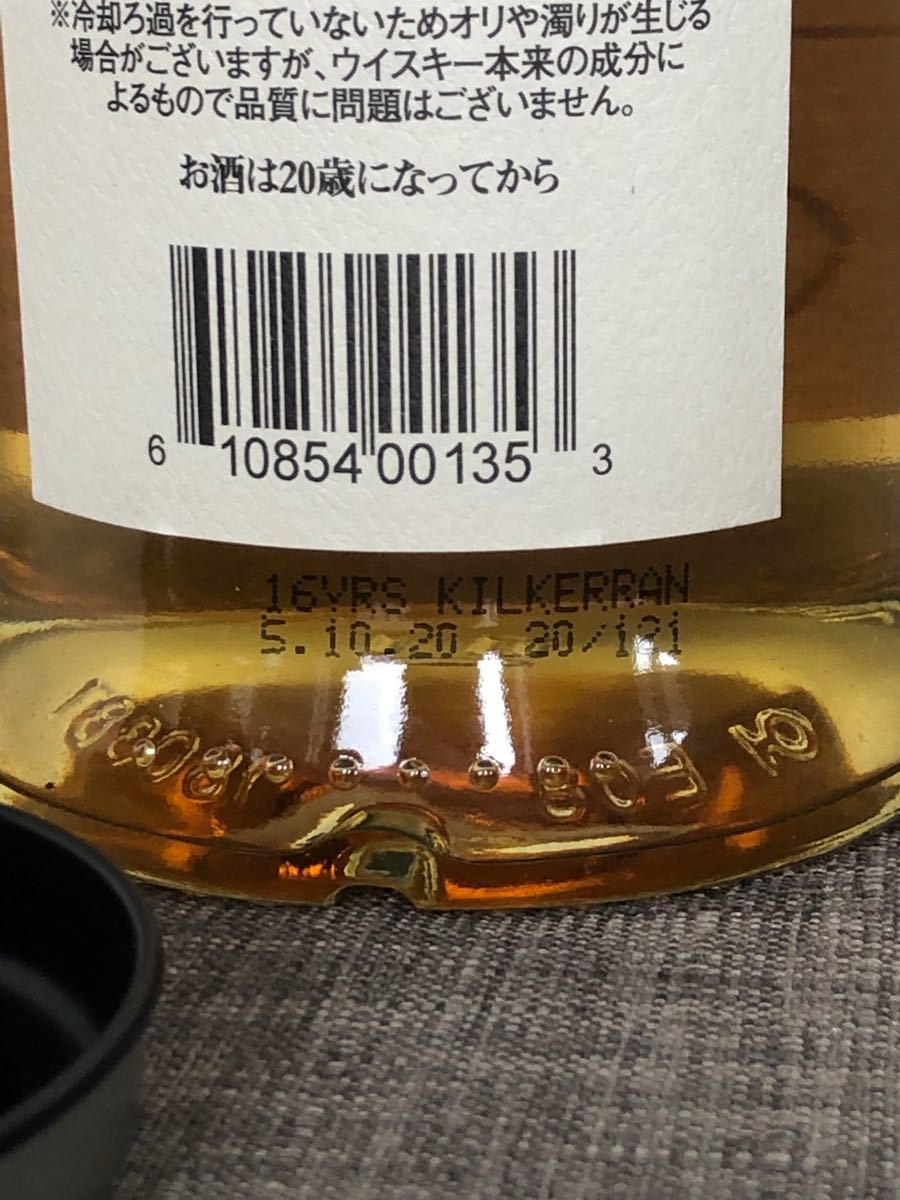 ※冷却ろ過を行っていないためオリや濁りが生じる
場合がございますが、ウイスキー本来の成分に
よるもので品質に問題はございません。
お酒は20歳になってから
6 10854 00135 3
16YRS KILKERRAN
5.10.20 20/121